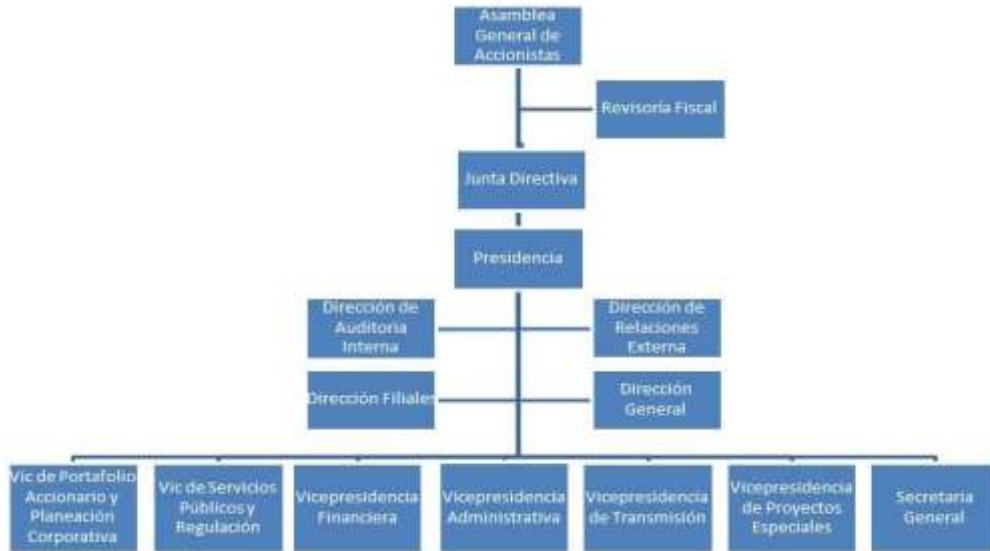 Asamblea
General de
Accionistas
Revisoría Fiscal
Junta Directiva
Presidencia
Dirección de
Auditoria
Interna
Dirección de
Relaciones
Externa
Dirección Filiales
Dirección
General
Vic de Portafolio
Accionario y
Planeación
Corporativa
Vic de Servicios
Públicos y
Regulación
Vicepresidencia
Financiera
Vicepresidencia
Administrativa
Vicepresidencia
de Transmisión
Vicepresidencia
de Proyectos
Especiales
Secretaria
General